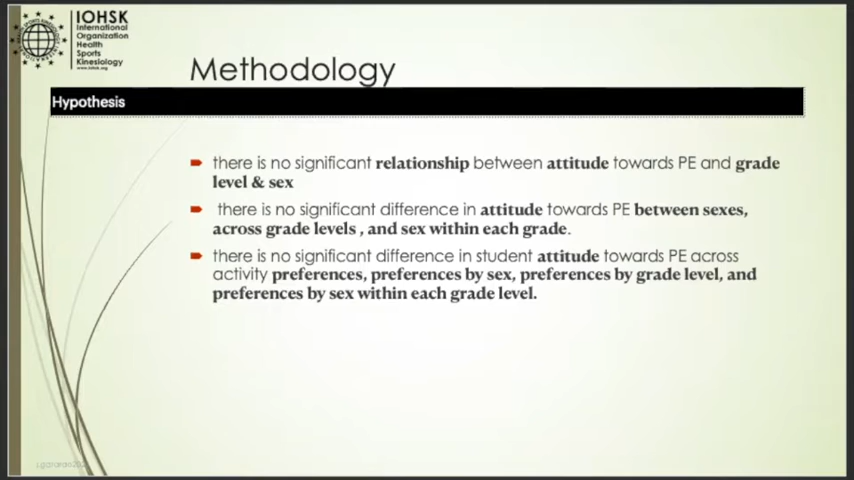 IOHSK
International
Organization
Health
Sports
Kinesiology
www.iohsk.org
Methodology
Hypothesis
there is no significant relationship between attitude towards PE and grade
level & sex
there is no significant difference in attitude towards PE between sexes,
across grade levels , and sex within each grade.
there is no significant difference in student attitude towards PE across
activity preferences, preferences by sex, preferences by grade level, and
preferences by sex within each grade level.